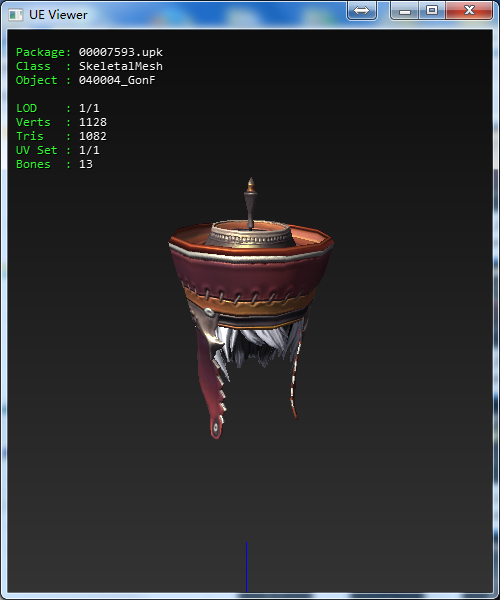 UE Viewer
Package: 00007593.upk
Class : SkeletalMesh
Object : 040004_GonF
LOD : 1/1
Verts : 1128
Tris : 1082
UV Set : 1/1
Bones : 13